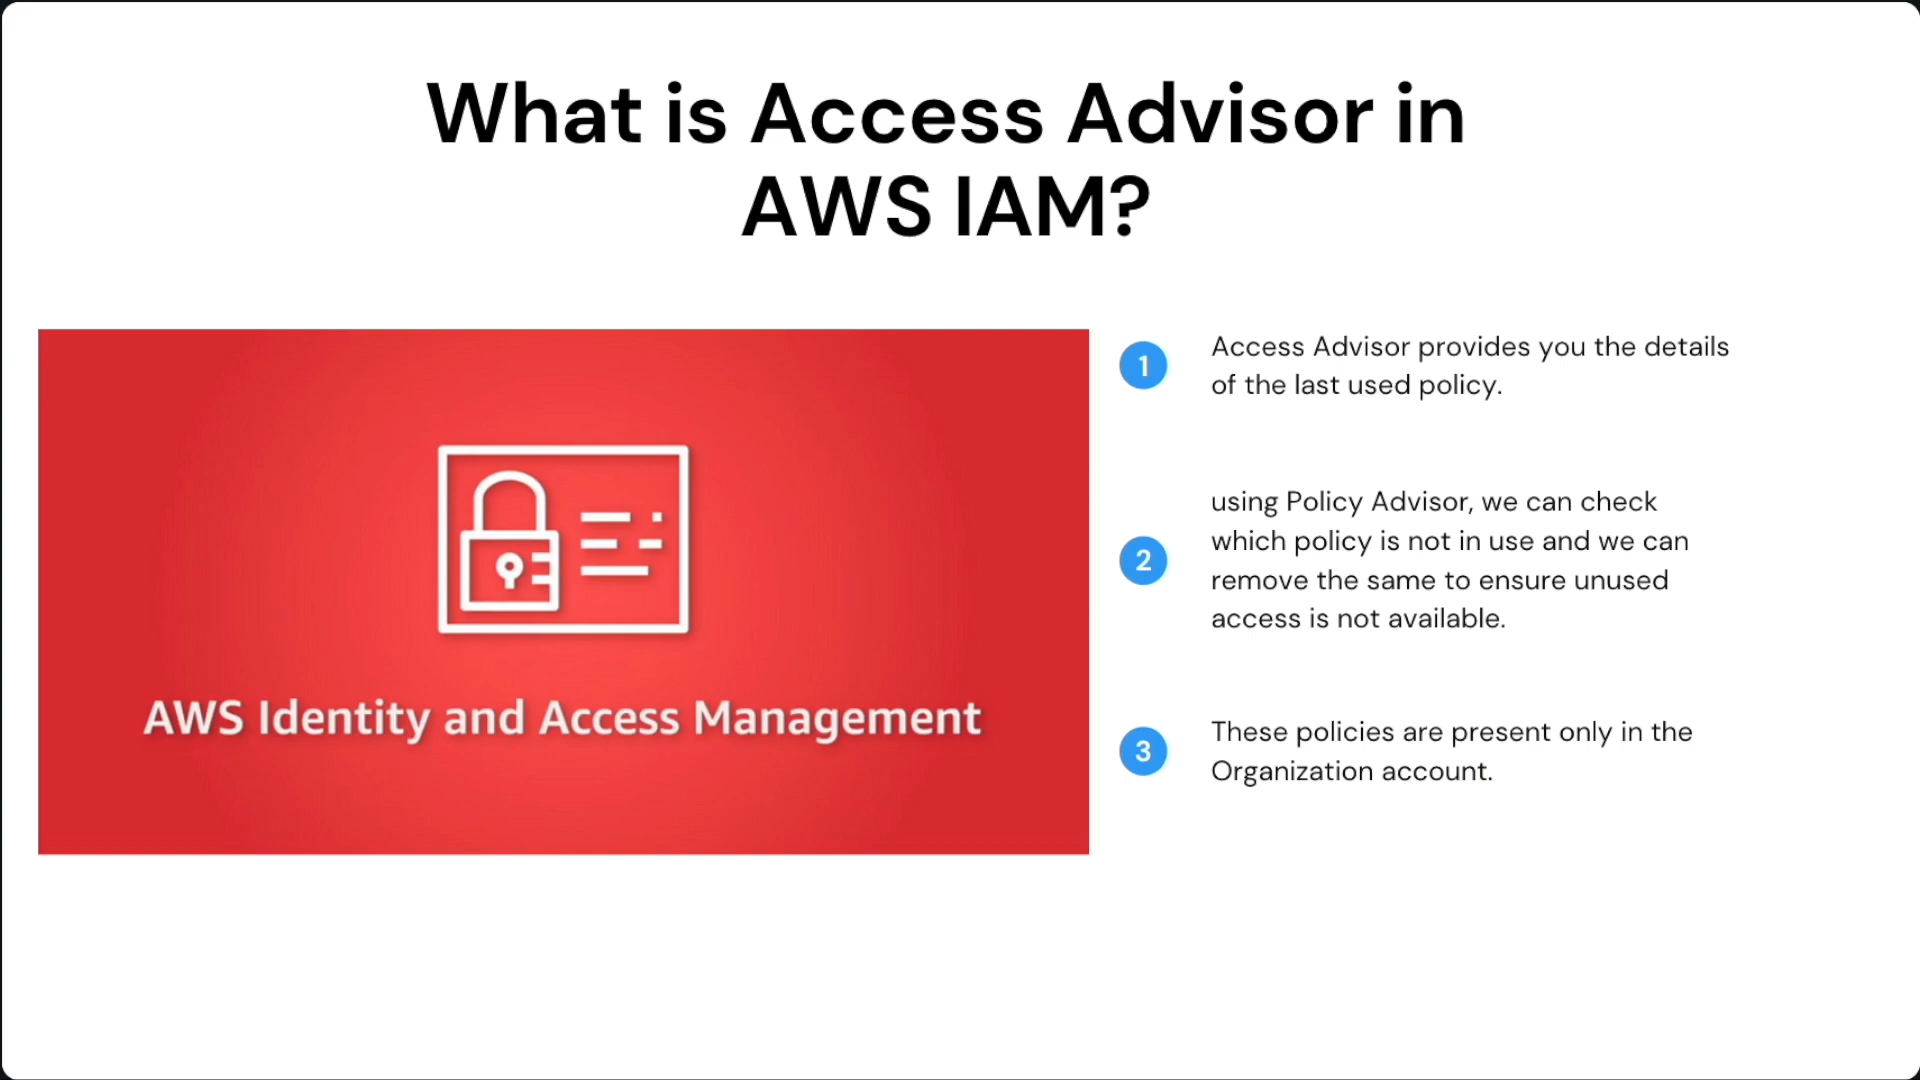 What is Access Advisor in
AWS IAM?
AWS Identity and Access Management
1
Access Advisor provides you the details
of the last used policy.
2
using Policy Advisor, we can check
which policy is not in use and we can
remove the same to ensure unused
access is not available.
3
These policies are present only in the
Organization account.